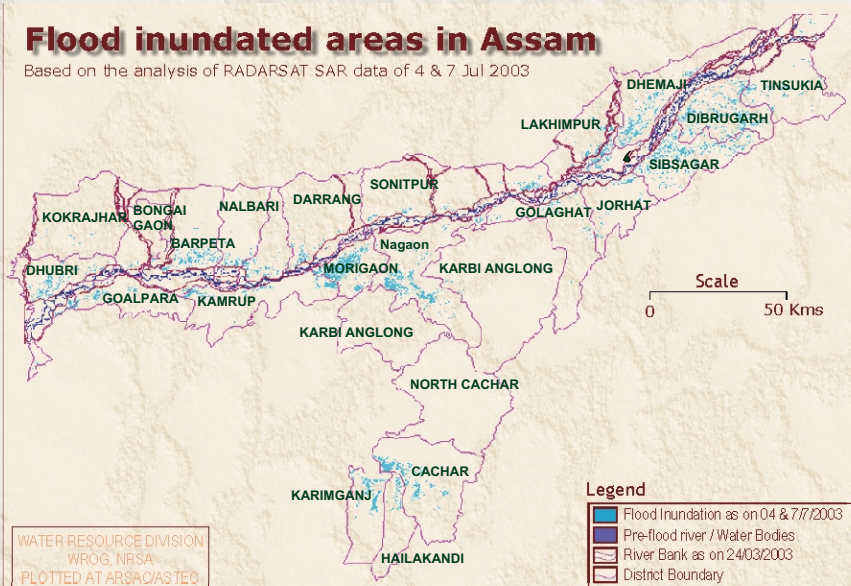 Flood inundated areas in Assam
Based on the analysis of RADARSAT SAR data of 4 & 7 Jul 2003
DHEMAJI
TINSUKIA
LAKHIMPUR
DIBRUGARH
SIBSAGAR
SONITPUR
DARRANG
NALBARI
BONGAI
GAON
KOKRAJHAR
GOLAGHAT
JORHAT
BARPETA
Nagaon
DHUBRI
MORIGAON
KARBI ANGLONG
GOALPARA
KAMRUP
Scale
0
50 Kms
KARBI ANGLONG
NORTH CACHAR
CACHAR
KARIMGANJ
HAILAKANDI
Legend
Flood Inundation as on 04 & 7/7/2003
Pre-flood river / Water Bodies
River Bank as on 24/03/2003
District Boundary
WATER RESOURCE DIVISION
WROG, NRSA
PLOTTED AT ARSAC/ASTEC